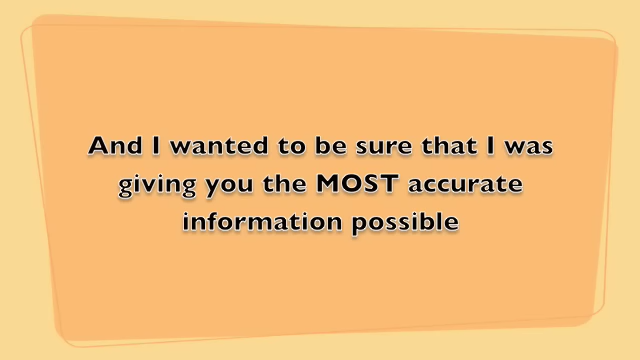 And I wanted to be sure that I was
giving you the MOST accurate
information possible